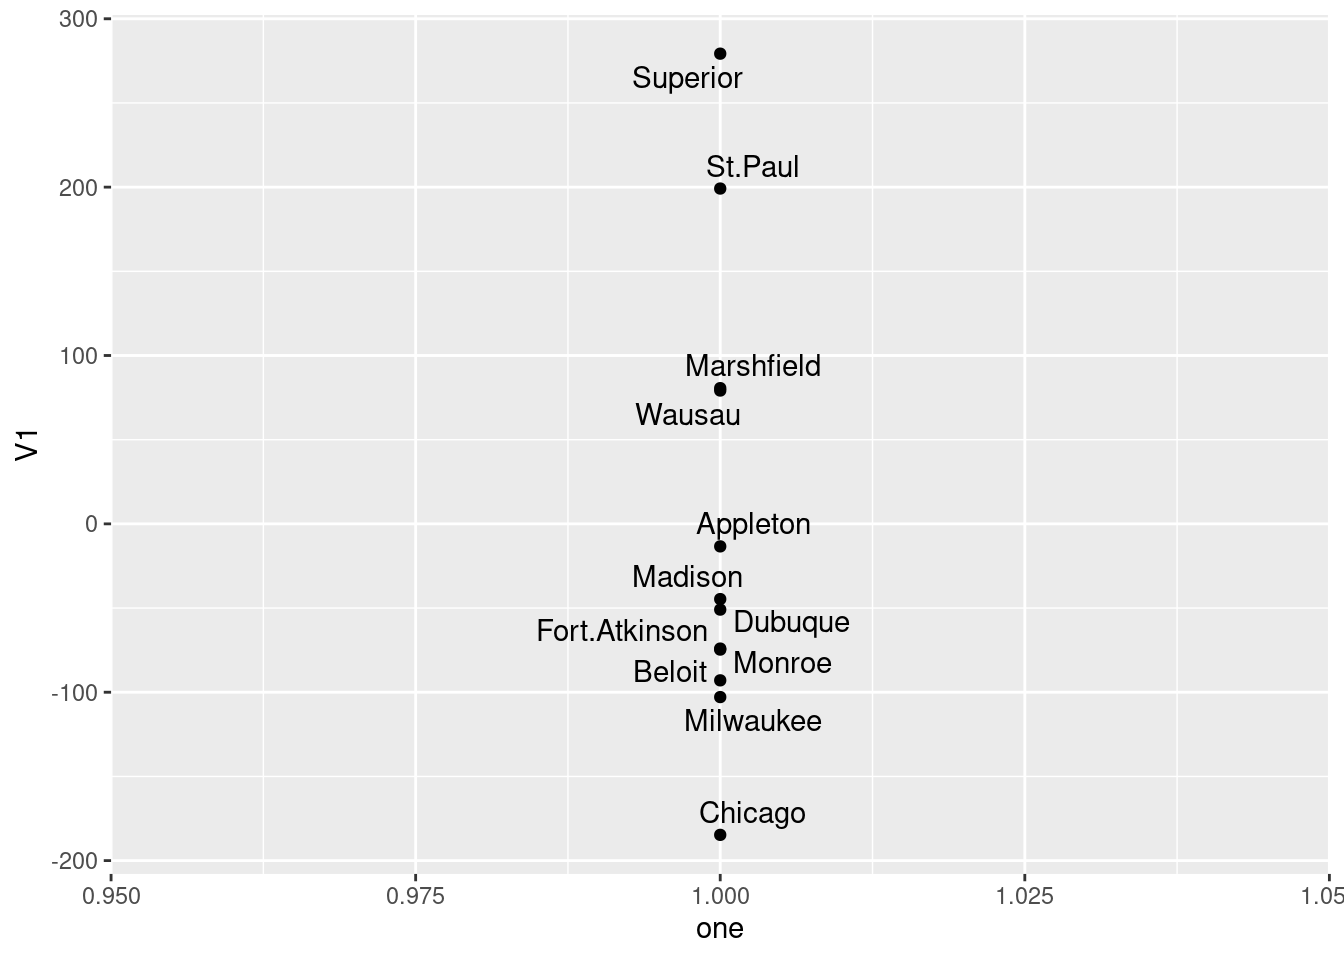 300
Superior
St.Paul
200
Marshfield
100
Wausau
V1
Appleton
0
Madison
Dubuque
Fort.Atkinson
Monroe
Beloit
-100
Milwaukee
Chicago
-200
0.950 0.975 1.000 1.025 1.05
one